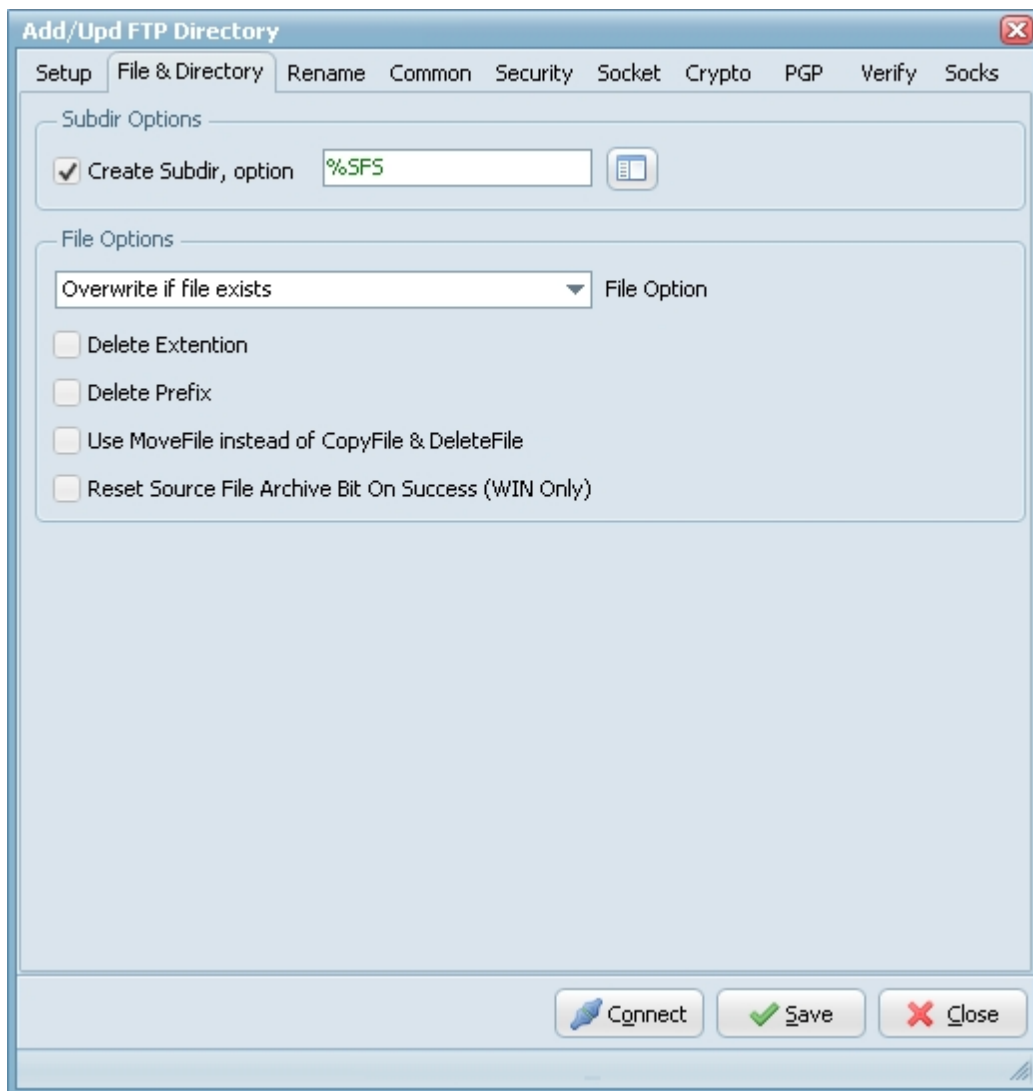 Add/Upd FTP Directory
Setup File & Directory Rename Common Security Socket Crypto PGP Verify Socks
Subdir Options
Create Subdir, option %SFS
File Options
Overwrite if file exists File Option
Delete Extention
Delete Prefix
Use MoveFile instead of CopyFile & DeleteFile
Reset Source File Archive Bit On Success (WIN Only)
Connect Save Close